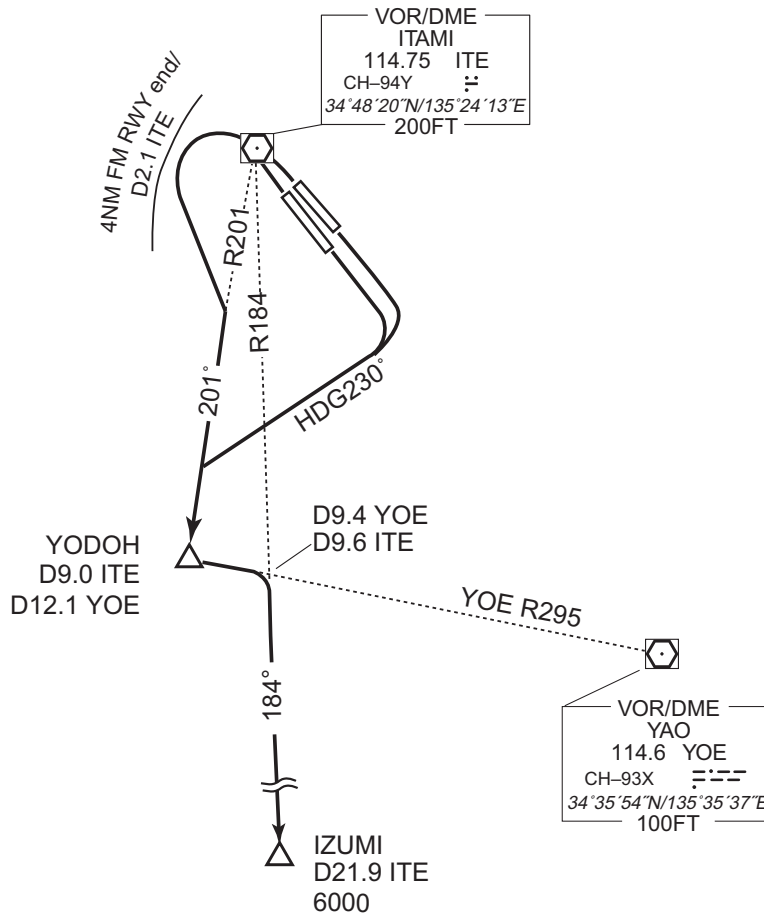 VOR/DME
ITAMI
114.75 ITE
CH–94Y
34°48´20˝N/135°24´13˝E
200FT
4NM FM RWY end/
D2.1 ITE
R201
R184
201°
HDG230°
D9.4 YOE
D9.6 ITE
YODOH
D9.0 ITE
D12.1 YOE
YOE R295
184°
VOR/DME
YAO
114.6 YOE
CH–93X
34°35´54˝N/135°35´37˝E
100FT
IZUMI
D21.9 ITE
6000